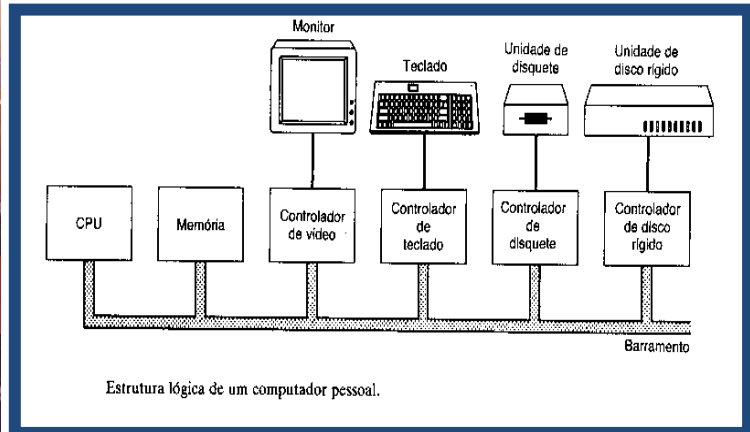 Monitor
Teclado
Unidade de
disquete
Unidade de
disco rígido
CPU
Memória
Controlador
de vídeo
Controlador
de
teclado
Controlador
de
disquete
Controlador
de disco
rígido
Barramento
Estrutura lógica de um computador pessoal.